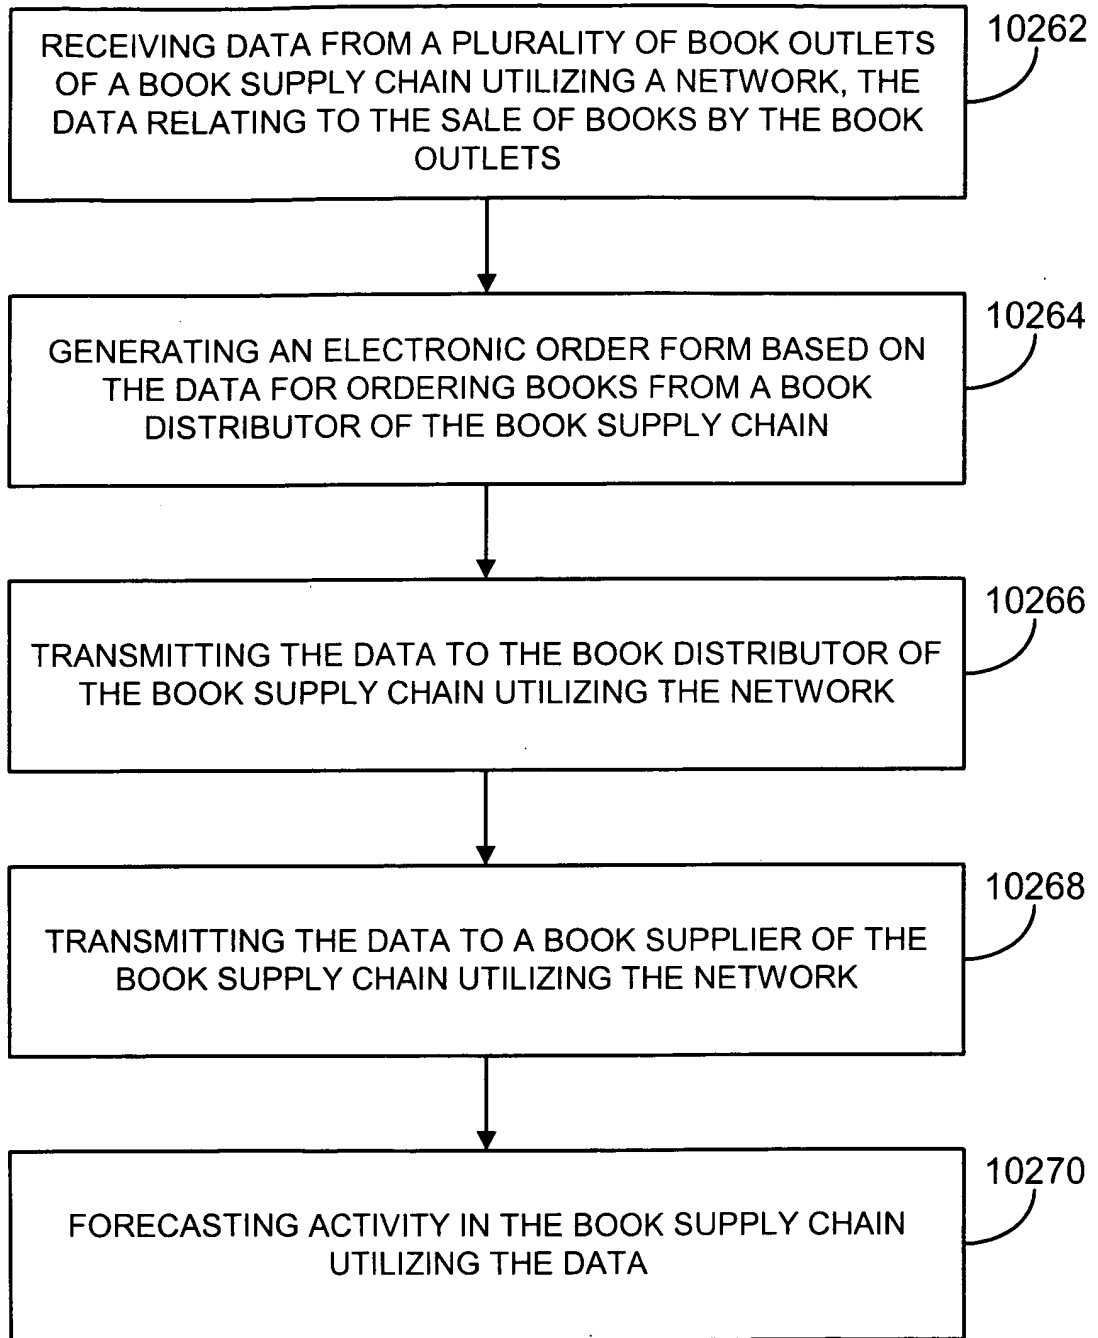 RECEIVING DATA FROM A PLURALITY OF BOOK OUTLETS
OF A BOOK SUPPLY CHAIN UTILIZING A NETWORK, THE
DATA RELATING TO THE SALE OF BOOKS BY THE BOOK
OUTLETS
10262
GENERATING AN ELECTRONIC ORDER FORM BASED ON
THE DATA FOR ORDERING BOOKS FROM A BOOK
DISTRIBUTOR OF THE BOOK SUPPLY CHAIN
10264
TRANSMITTING THE DATA TO THE BOOK DISTRIBUTOR OF
THE BOOK SUPPLY CHAIN UTILIZING THE NETWORK
10266
TRANSMITTING THE DATA TO A BOOK SUPPLIER OF THE
BOOK SUPPLY CHAIN UTILIZING THE NETWORK
10268
FORECASTING ACTIVITY IN THE BOOK SUPPLY CHAIN
UTILIZING THE DATA
10270